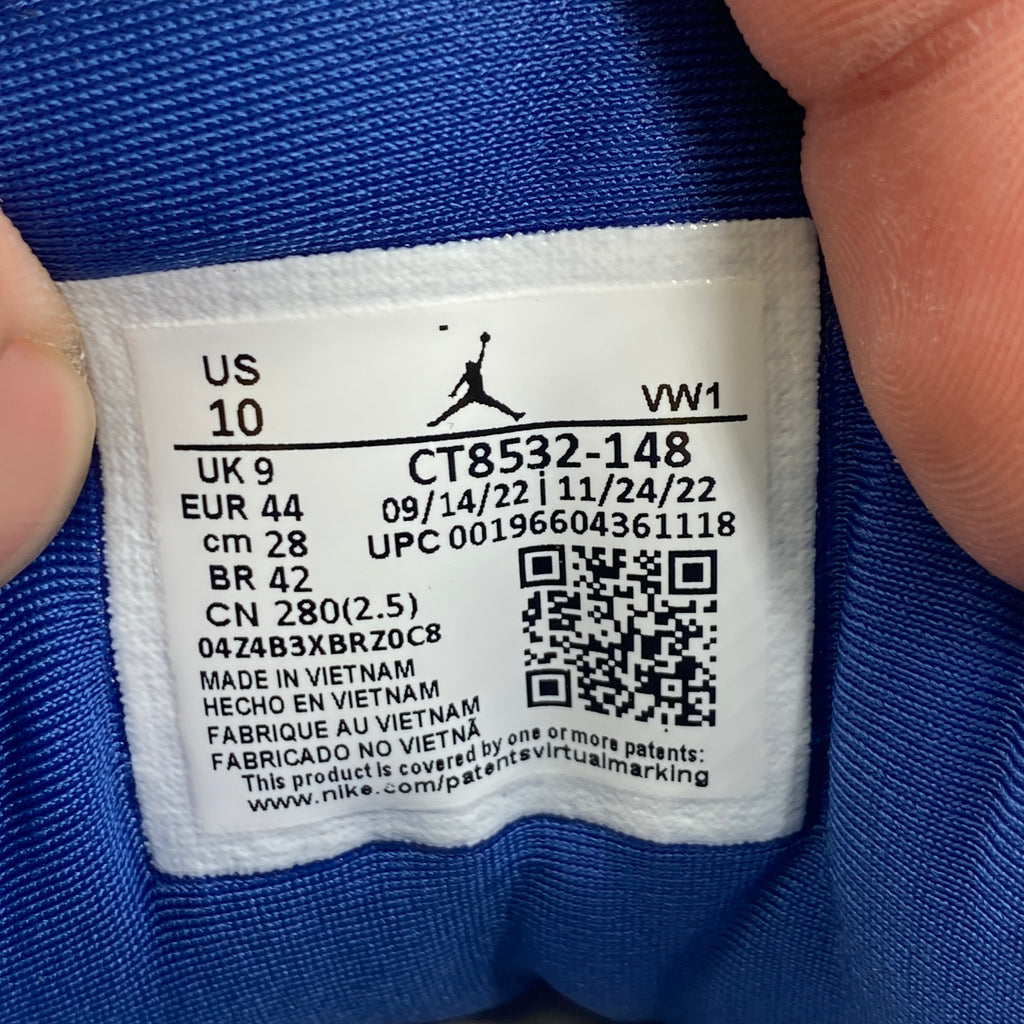 US
10
VW1
UK 9
CT8532-148
EUR 44
09/14/22 | 11/24/22
cm 28
UPC 00196604361118
BR 42
CN 280(2.5)
04Z4B3XBRZ0C8
MADE IN VIETNAM
HECHO EN VIETNAM
FABRIQUE AU VIETNAM
FABRICADO NO VIETNÃ
This product is covered by one or more patents:
www.nike.com/patentsvirtualmarking